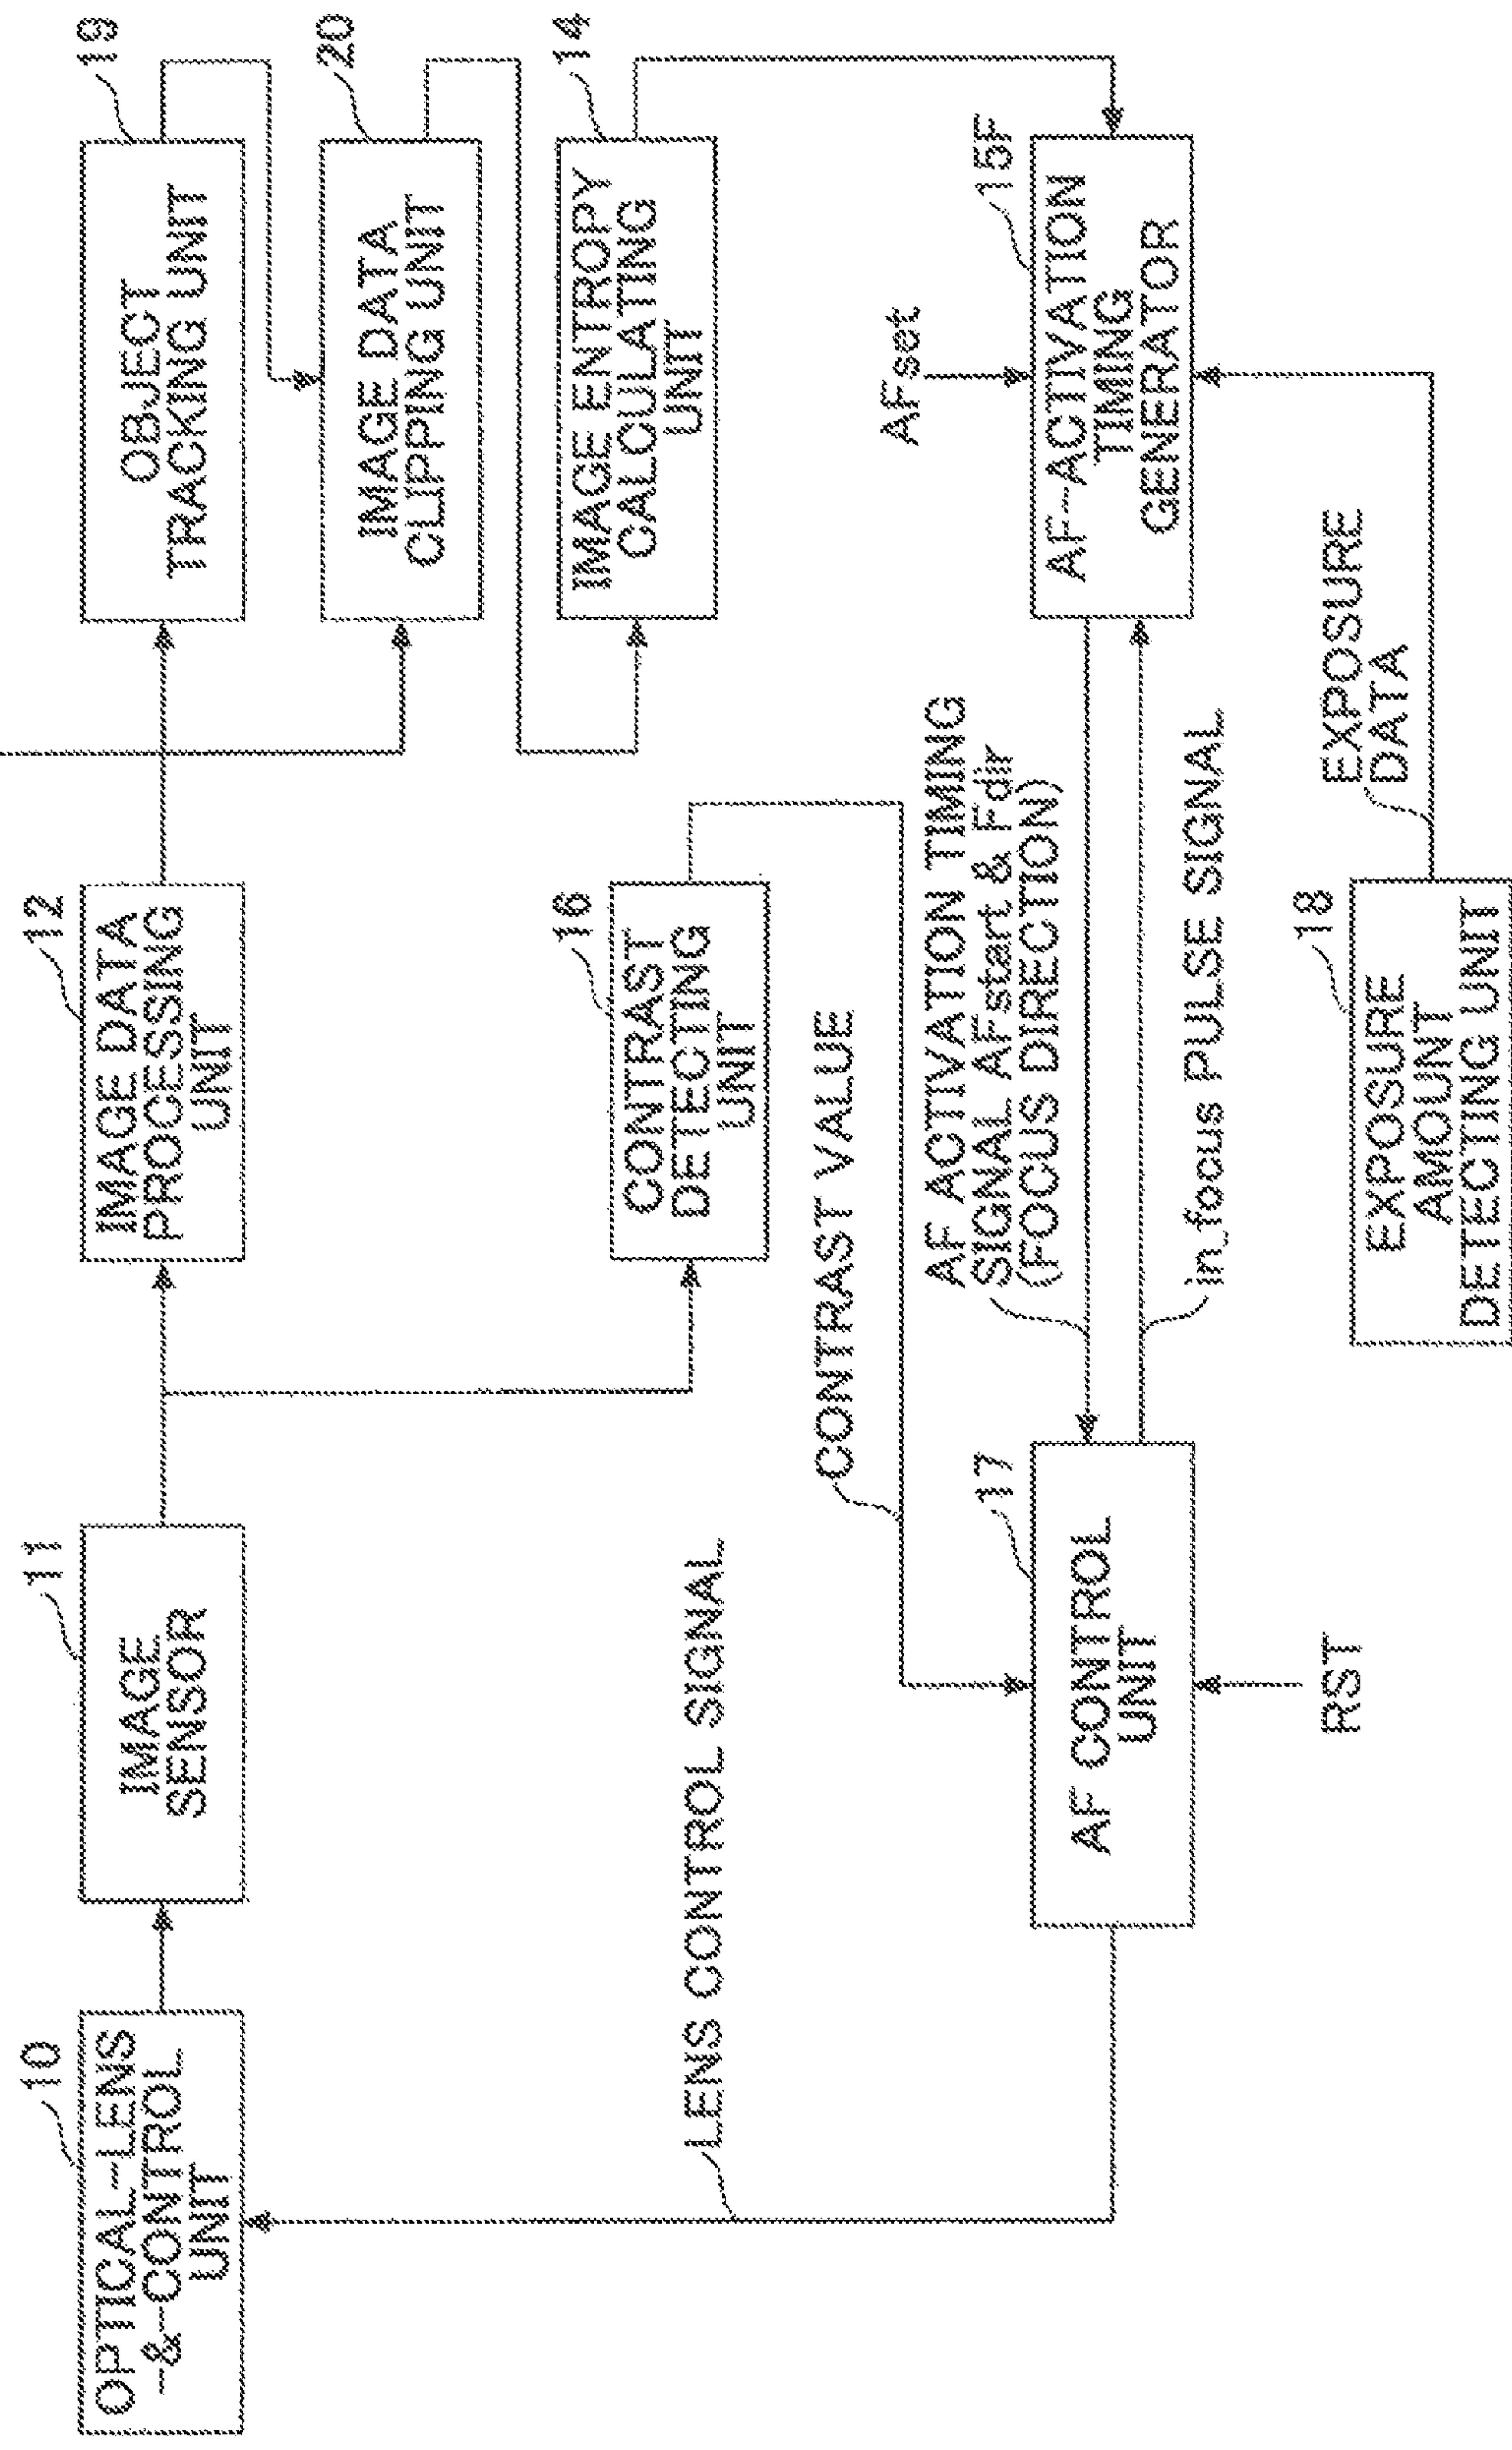 10
OPTICAL-LENS
-&-CONTROL
UNIT
11
IMAGE
SENSOR
12
IMAGE DATA
PROCESSING
UNIT
19
OBJECT
TRACKING UNIT
20
IMAGE DATA
CLIPPING UNIT
14
IMAGE ENTROPY
CALCULATING
UNIT
16
CONTRAST
DETECTING
UNIT
LENS CONTROL SIGNAL
CONTRAST VALUE
AFset
17
AF CONTROL
UNIT
AF ACTIVATION TIMING
SIGNAL AFstart & Fdir
(FOCUS DIRECTION)
15F
AF-ACTIVATION
TIMING
GENERATOR
in_focus PULSE SIGNAL
RST
18
EXPOSURE
AMOUNT
DETECTING UNIT
EXPOSURE
DATA